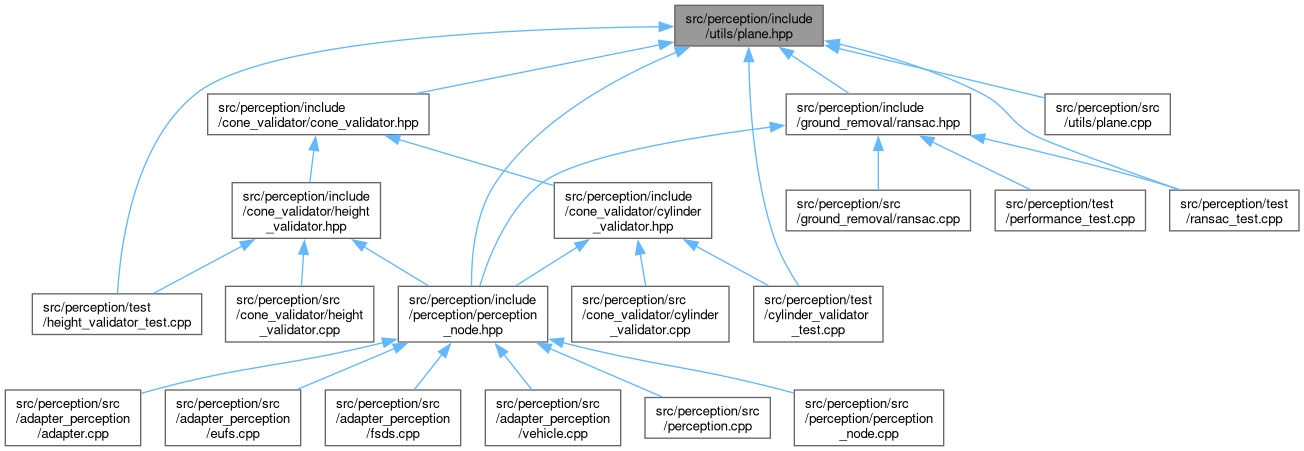 src/perception/include
/utils/plane.hpp
src/perception/include
/cone_validator/cone_validator.hpp
src/perception/include
/ground_removal/ransac.hpp
src/perception/src
/utils/plane.cpp
src/perception/include
/cone_validator/height
_validator.hpp
src/perception/include
/cone_validator/cylinder
_validator.hpp
src/perception/src
/ground_removal/ransac.cpp
src/perception/test
/performance_test.cpp
src/perception/test
/ransac_test.cpp
src/perception/test
/height_validator_test.cpp
src/perception/src
/cone_validator/height
_validator.cpp
src/perception/include
/perception/perception
_node.hpp
src/perception/src
/cone_validator/cylinder
_validator.cpp
src/perception/test
/cylinder_validator
_test.cpp
src/perception/src
/adapter_perception
/adapter.cpp
src/perception/src
/adapter_perception
/eufs.cpp
src/perception/src
/adapter_perception
/fsds.cpp
src/perception/src
/adapter_perception
/vehicle.cpp
src/perception/src
/perception.cpp
src/perception/src
/perception/perception
_node.cpp